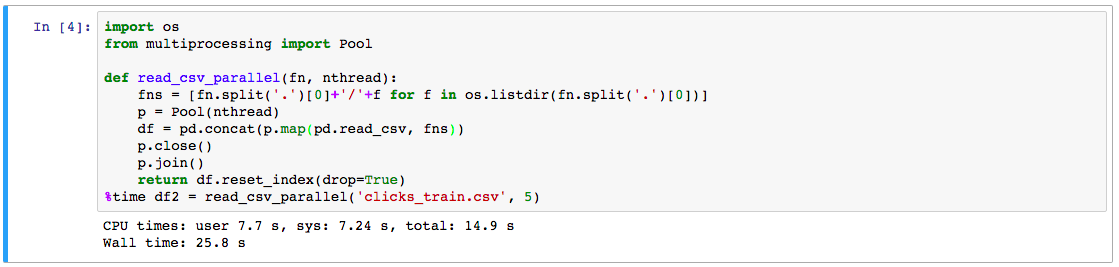 In [4]: import os
from multiprocessing import Pool

def read_csv_parallel(fn, nthread):
    fns = [fn.split('.')[0]+'/'+f for f in os.listdir(fn.split('.')[0])]
    p = Pool(nthread)
    df = pd.concat(p.map(pd.read_csv, fns))
    p.close()
    p.join()
    return df.reset_index(drop=True)
%time df2 = read_csv_parallel('clicks_train.csv', 5)
CPU times: user 7.7 s, sys: 7.24 s, total: 14.9 s
Wall time: 25.8 s